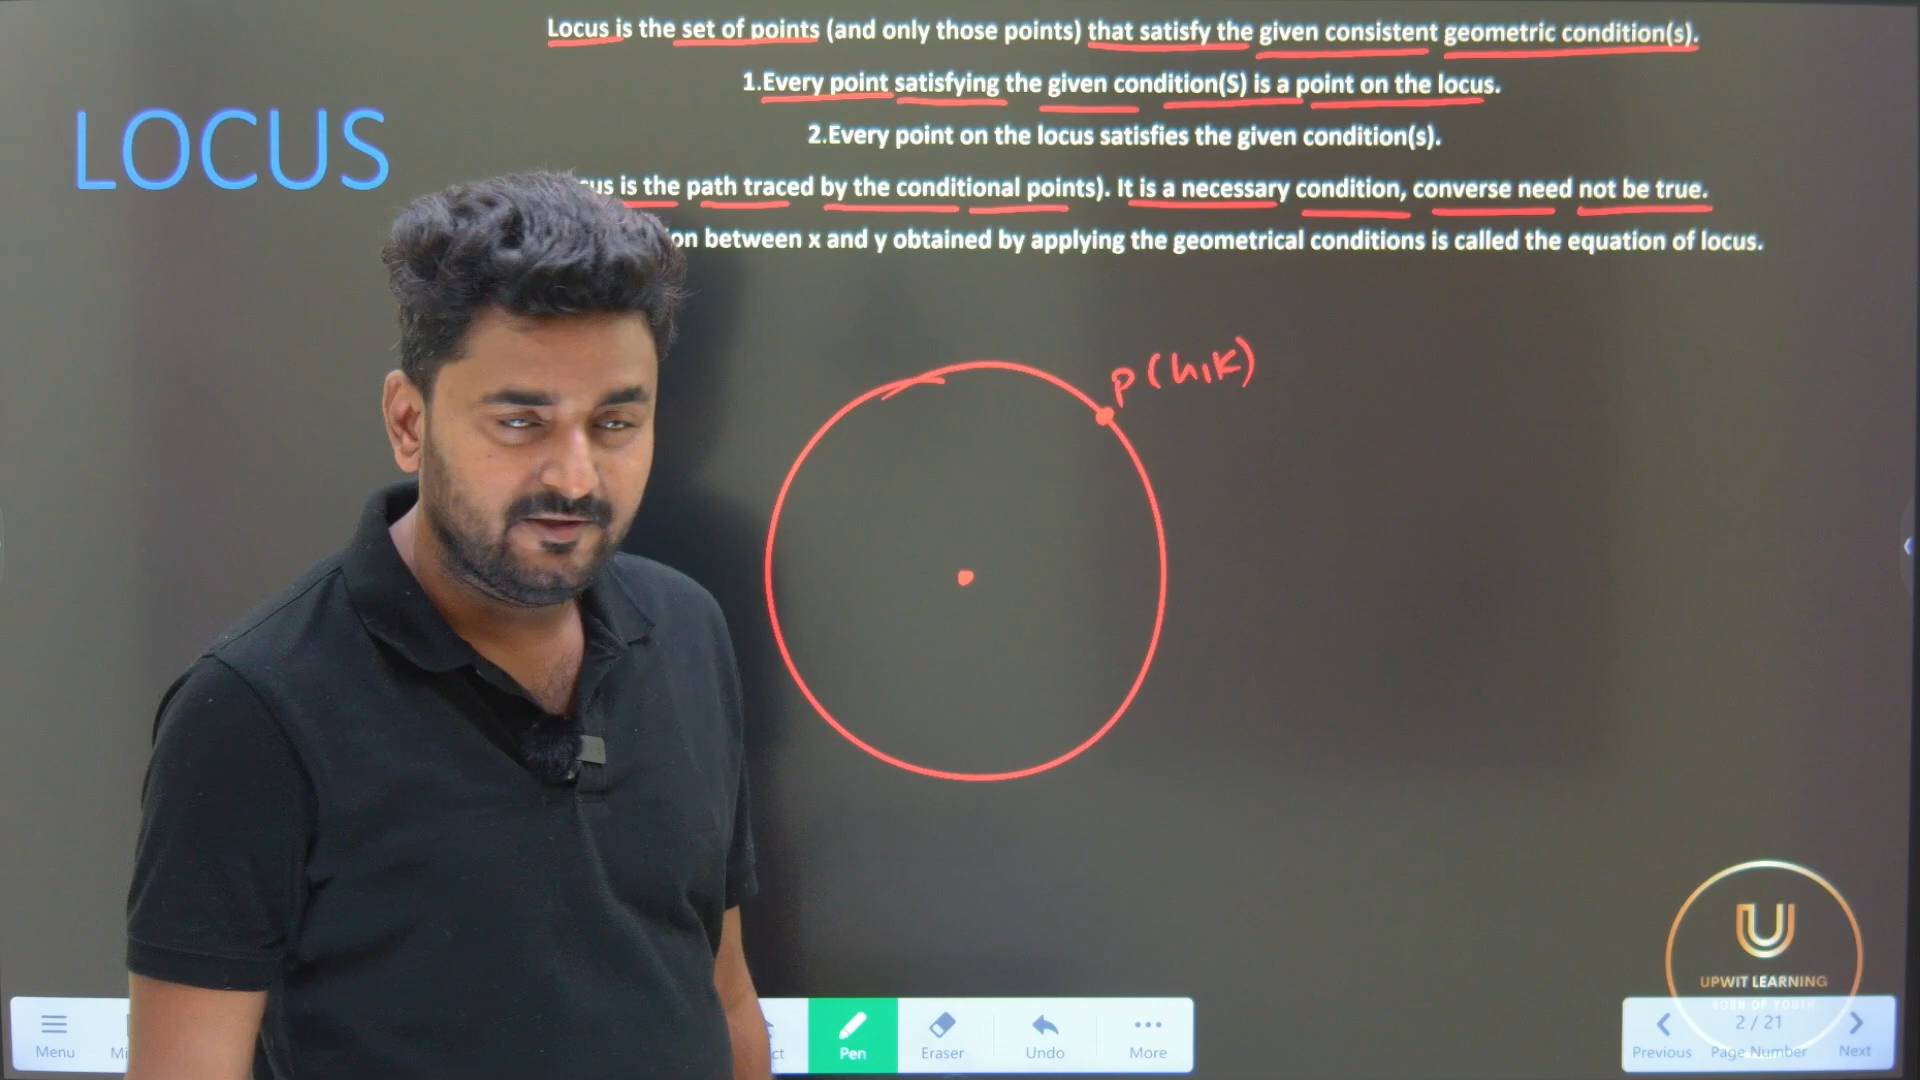 Locus is the set of points (and only those points) that satisfy the given consistent geometric condition(s).
1.Every point satisfying the given condition(S) is a point on the locus.
LOCUS
2.Every point on the locus satisfies the given condition(s).
is the path traced by the conditional points). It is a necessary condition, converse need not be true.
between x and y obtained by applying the geometrical conditions is called the equation of locus.
P(h,k)
U
UPWIT LEARNING
Menu
Pen
Eraser
Undo
More
2 / 21
Previous Page Number Next